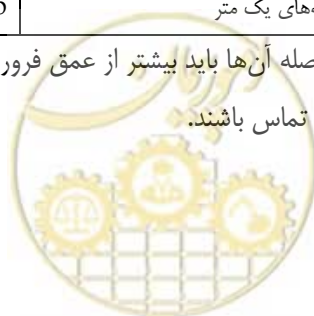 ه‌های یک متر
صله آن‌ها باید بیشتر از عمق فرور
تماس باشند.